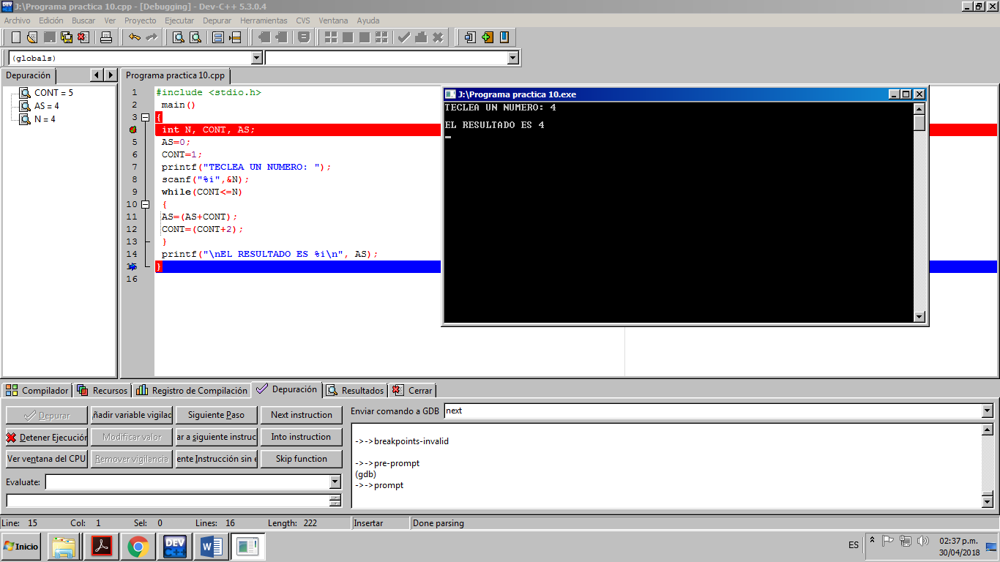 J:\Programa practica 10.cpp - [Debugging] - Dev-C++ 5.3.0.4
Archivo Edición Buscar Ver Proyecto Ejecutar Depurar Herramientas CVS Ventana Ayuda
(globals)
Depuración
Programa practica 10.cpp
CONT = 5
AS = 4
N = 4
1 #include <stdio.h>
2 main()
3 {
int N, CONT, AS;
5 AS=0;
6 CONT=1;
7 printf("TECLEA UN NUMERO: ");
8 scanf("%i",&N);
9 while(CONT<=N)
10 {
11 AS=(AS+CONT);
12 CONT=(CONT+2);
13 }
14 printf("\nEL RESULTADO ES %i\n", AS);
15 }
16
J:\Programa practica 10.exe
TECLEA UN NUMERO: 4
EL RESULTADO ES 4
Compilador Recursos Registro de Compilación Depuración Resultados Cerrar
Depurar ñadir variable vigilad Siguiente Paso Next instruction
Detener Ejecución Modificar valor ar a siguiente instruc Into instruction
Ver ventana del CPU Remover vigilancia ente Instrucción sin e Skip function
Evaluate:
Enviar comando a GDB next
->->breakpoints-invalid
->->pre-prompt
(gdb)
->->prompt
Line: 15 Col: 1 Sel: 0 Lines: 16 Length: 222 Insertar Done parsing
Inicio
DEV C++
W
ES
02:37 p.m.
30/04/2018